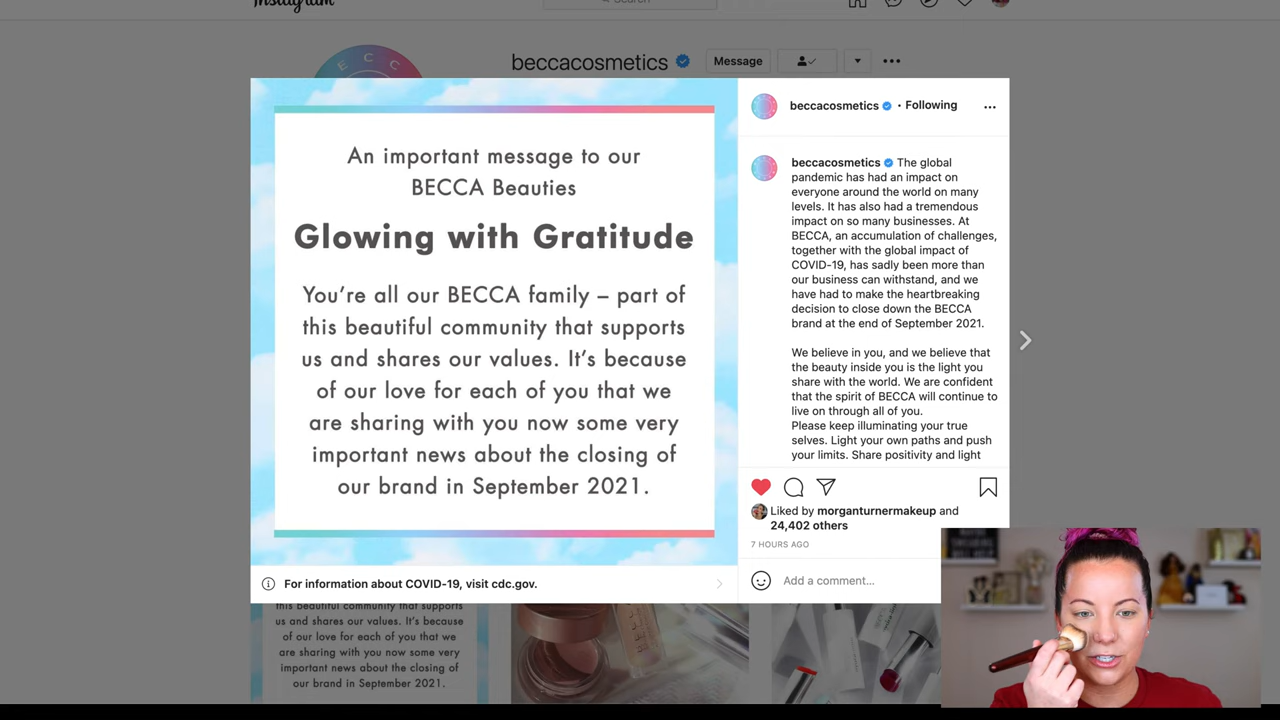 Instagram
Search
BECC
beccacosmetics
Message
An important message to our
BECCA Beauties
Glowing with Gratitude
You're all our BECCA family – part of
this beautiful community that supports
us and shares our values. It's because
of our love for each of you that we
are sharing with you now some very
important news about the closing of
our brand in September 2021.
For information about COVID-19, visit cdc.gov.
beccacosmetics • Following
beccacosmetics The global
pandemic has had an impact on
everyone around the world on many
levels. It has also had a tremendous
impact on so many businesses. At
BECCA, an accumulation of challenges,
together with the global impact of
COVID-19, has sadly been more than
our business can withstand, and we
have had to make the heartbreaking
decision to close down the BECCA
brand at the end of September 2021.
We believe in you, and we believe that
the beauty inside you is the light you
share with the world. We are confident
that the spirit of BECCA will continue to
live on through all of you.
Please keep illuminating your true
selves. Light your own paths and push
your limits. Share positivity and light
Liked by morganturnermakeup and
24,402 others
7 HOURS AGO
Add a comment...
this beautiful community that supports
us and shares our values. It's because
of our love for each of you that we
are sharing with you now some very
important news about the closing of
our brand in September 2021.